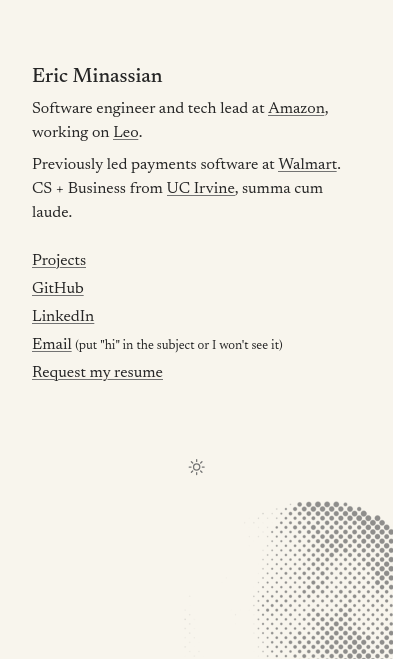 Eric Minassian
Software engineer and tech lead at Amazon,
working on Leo.
Previously led payments software at Walmart.
CS + Business from UC Irvine, summa cum
laude.
Projects
GitHub
LinkedIn
Email (put "hi" in the subject or I won't see it)
Request my resume